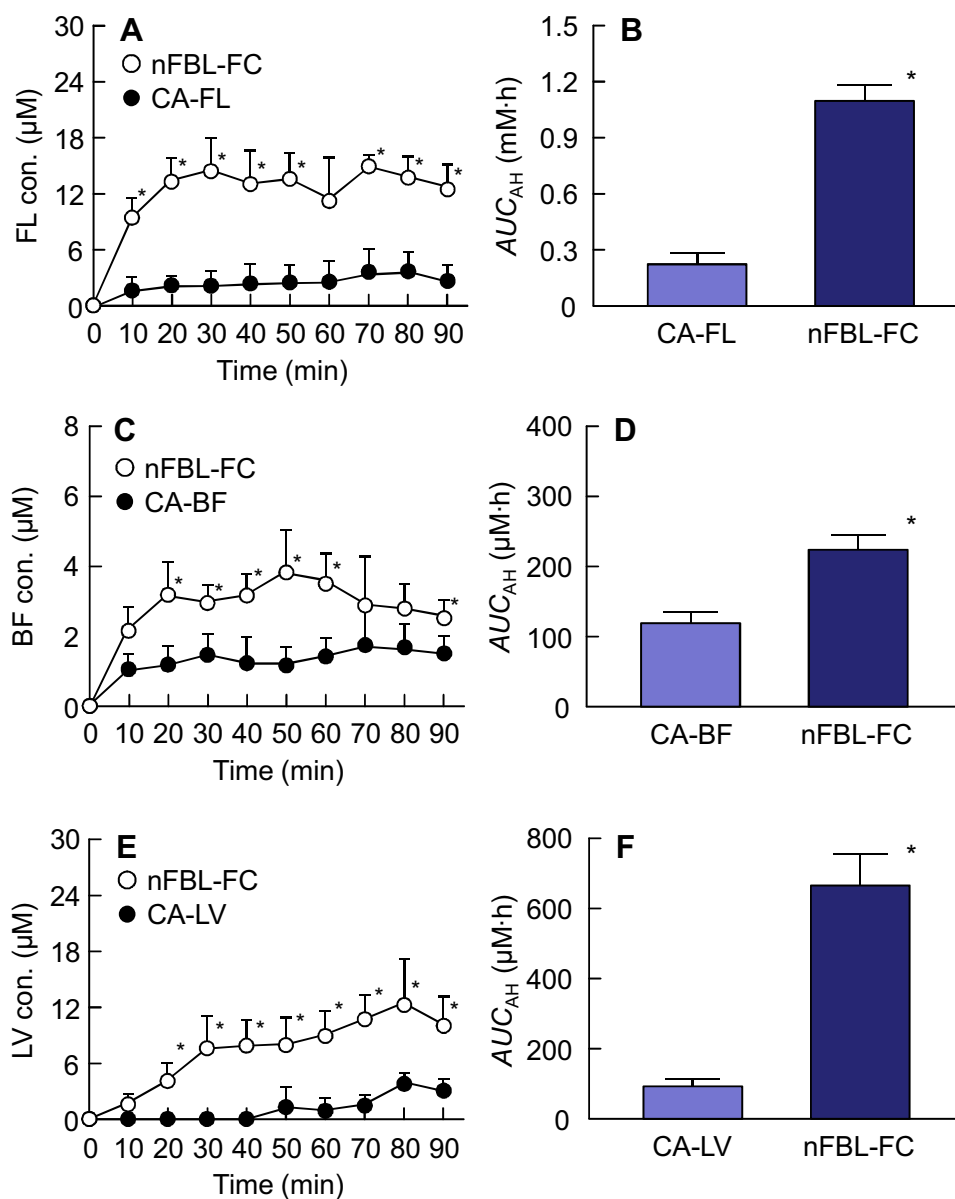 A
nFBL-FC
CA-FL
FL con. (μM)
30
24
18
12
6
0
* * * * * * * *
0 10 20 30 40 50 60 70 80 90
Time (min)
B
AUC_AH (mM·h)
1.5
1.2
0.9
0.6
0.3
0
*
CA-FL nFBL-FC
C
nFBL-FC
CA-BF
BF con. (μM)
8
6
4
2
0
* * * * * *
0 10 20 30 40 50 60 70 80 90
Time (min)
D
AUC_AH (μM·h)
400
300
200
100
0
*
CA-BF nFBL-FC
E
nFBL-FC
CA-LV
LV con. (μM)
30
24
18
12
6
0
* * * * * * * *
0 10 20 30 40 50 60 70 80 90
Time (min)
F
AUC_AH (μM·h)
800
600
400
200
0
*
CA-LV nFBL-FC